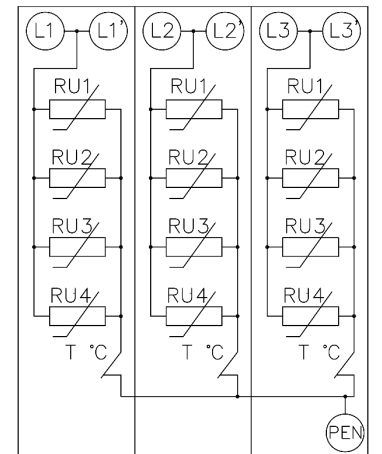 L1 L1' L2 L2' L3 L3'
RU1 RU1 RU1
RU2 RU2 RU2
RU3 RU3 RU3
RU4 RU4 RU4
T °C T °C T °C
PEN